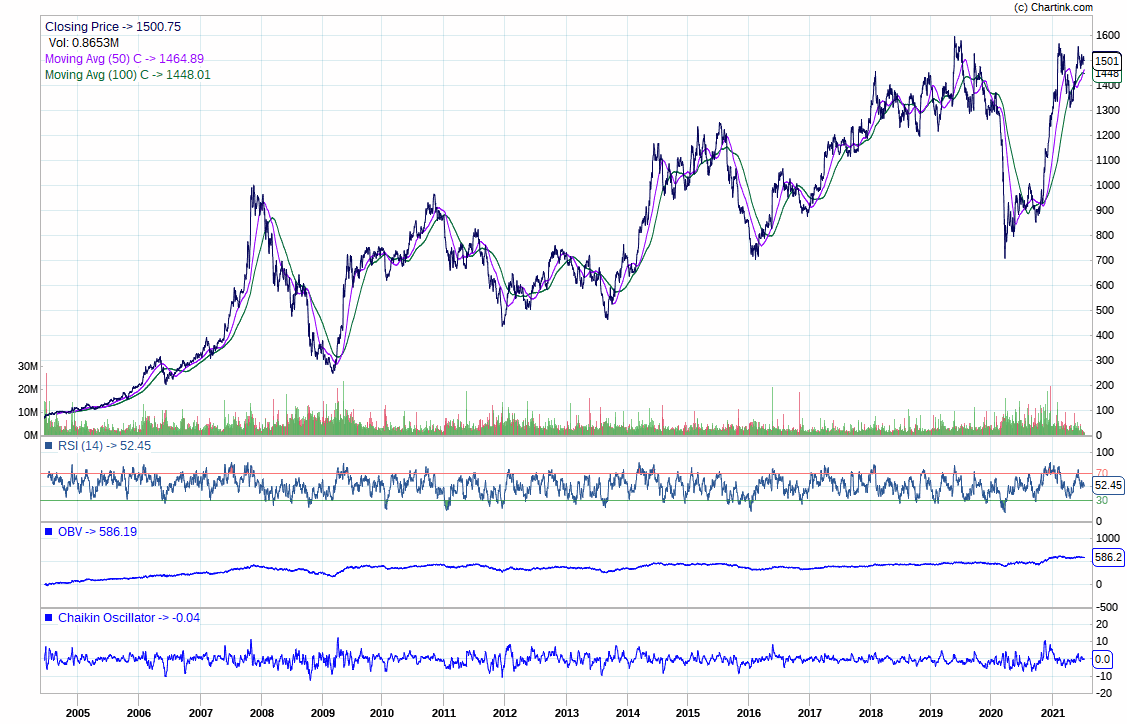 (c) Chartink.com
Closing Price -> 1500.75
Vol: 0.8653M
Moving Avg (50) C -> 1464.89
Moving Avg (100) C -> 1448.01
1600
1501
1448
1400
1300
1200
1100
1000
900
800
700
600
500
400
300
200
100
0
30M
20M
10M
0M
RSI (14) -> 52.45
100
70
52.45
30
0
OBV -> 586.19
1000
586.2
0
-500
Chaikin Oscillator -> -0.04
20
10
0.0
-10
-20
2005 2006 2007 2008 2009 2010 2011 2012 2013 2014 2015 2016 2017 2018 2019 2020 2021